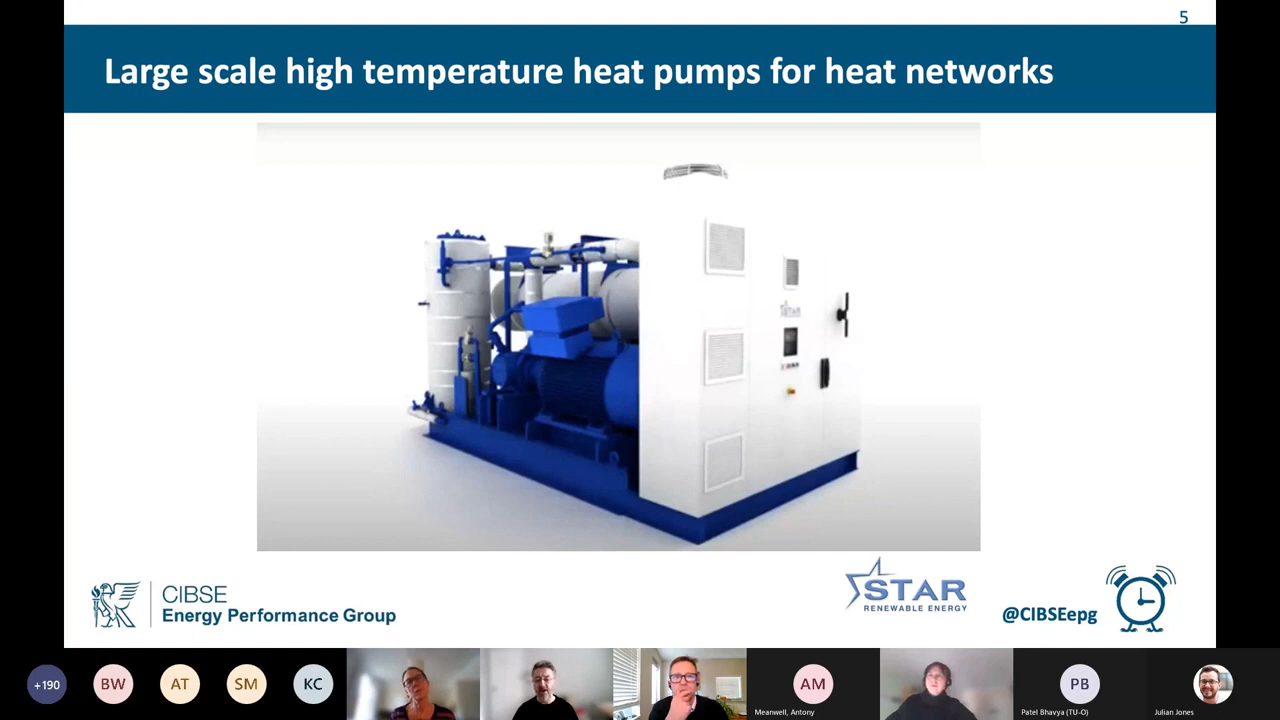 5
Large scale high temperature heat pumps for heat networks
STAR
CIBSE
Energy Performance Group
STAR
RENEWABLE ENERGY
@CIBSEepg
+190
BW
AT
SM
KC
AM
PB
Meanwell, Antony
Patel Bhavya (TU-O)
Julian Jones